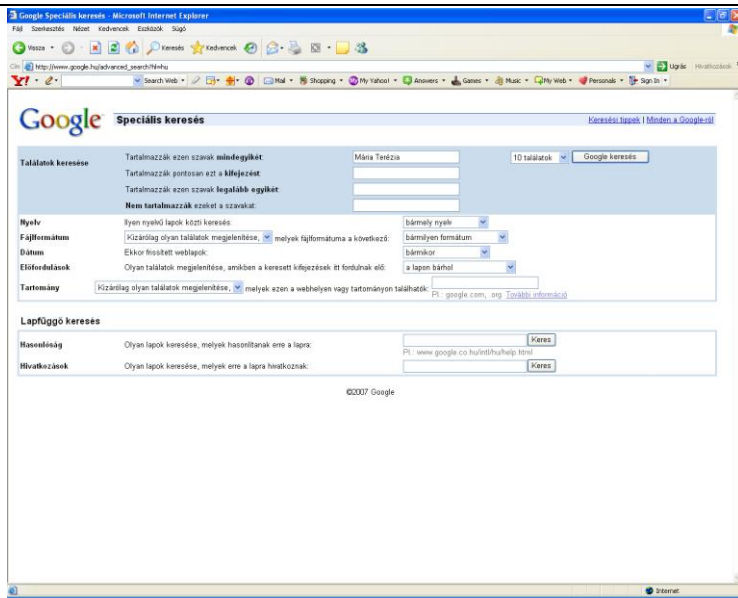 Google Speciális keresés - Microsoft Internet Explorer
Fájl Szerkesztés Nézet Kedvencek Eszközök Súgó
Vissza Keresés Kedvencek
Cím http://www.google.hu/advanced_search?hl=hu Ugrás Hivatkozások
Y! Search Web Mail Shopping My Yahoo! Answers Games Music My Web Personals Sign In
Google Speciális keresés Keresési tippek | Minden a Google-ról
Találatok keresése Tartalmazzák ezen szavak mindegyikét: Mária Terézia 10 találatok Google keresés
Tartalmazzák pontosan ezt a kifejezést:
Tartalmazzák ezen szavak legalább egyikét:
Nem tartalmazzák ezeket a szavakat:
Nyelv Ilyen nyelvű lapok közti keresés: bármely nyelv
Fájlformátum Kizárólag olyan találatok megjelenítése, melyek fájlformátuma a következő: bármilyen formátum
Dátum Ekkor frissített weblapok: bármikor
Előfordulások Olyan találatok megjelenítése, amikben a keresett kifejezések itt fordulnak elő: a lapon bárhol
Tartomány Kizárólag olyan találatok megjelenítése, melyek ezen a webhelyen vagy tartományon találhatók:
Pl.: google.com, .org További információ
Lapfüggő keresés
Hasonlóság Olyan lapok keresése, melyek hasonlítanak erre a lapra: Keres
Pl.: www.google.co.hu/intl/hu/help.html
Hivatkozások Olyan lapok keresése, melyek erre a lapra hivatkoznak: Keres
©2007 Google
Internet